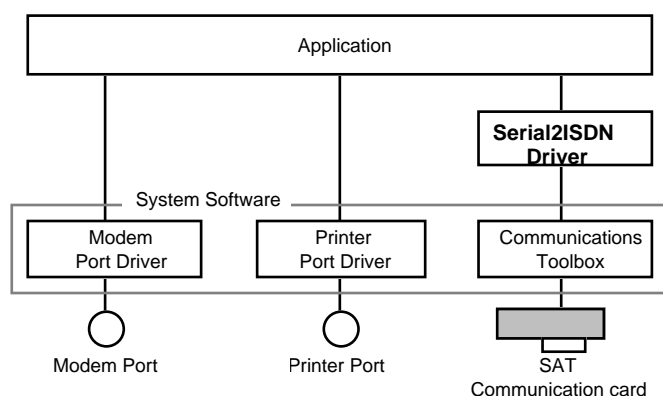 Application
Serial2ISDN
Driver
System Software
Modem
Port Driver
Printer
Port Driver
Communications
Toolbox
Modem Port
Printer Port
SAT
Communication card